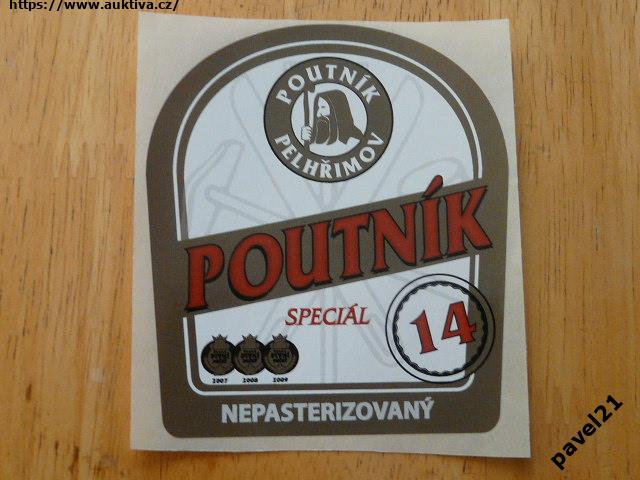 https://www.auktiva.cz/
POUTNÍK
PELHŘIMOV
POUTNÍK
SPECIÁL
14
2007 2008 2009
NEPASTERIZOVANÝ
pavel21